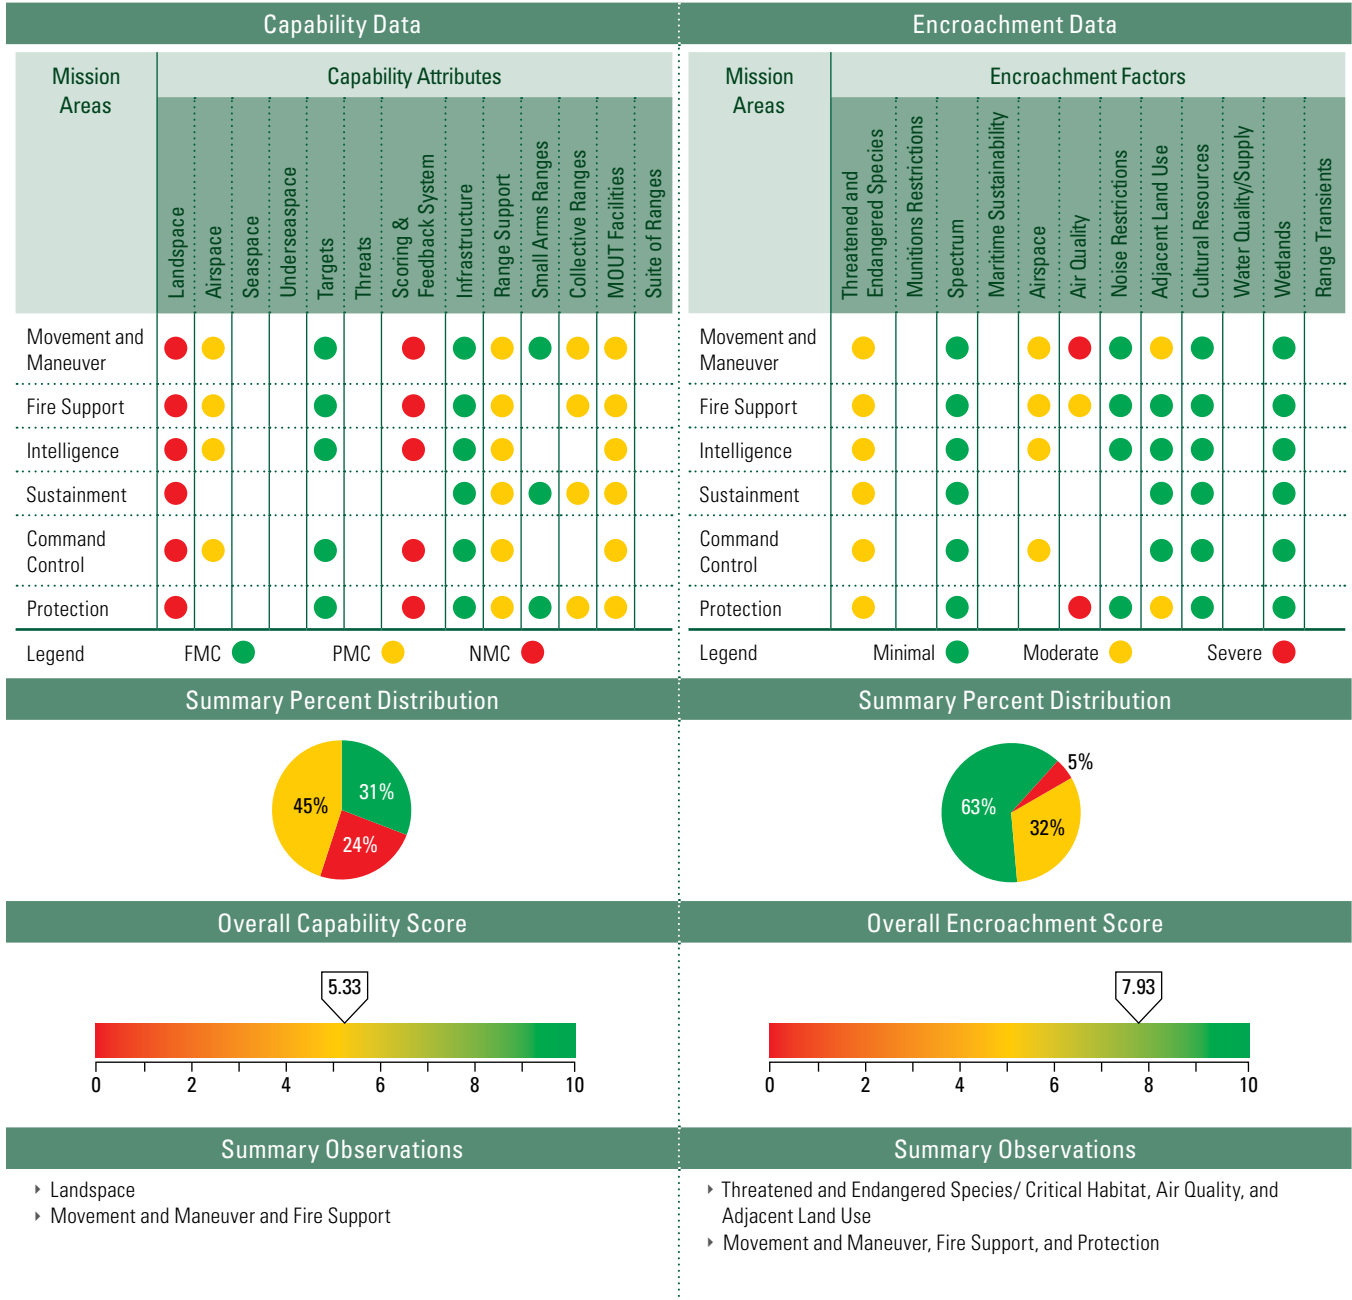 Capability Data
Mission
Areas
Capability Attributes
Landspace
Airspace
Seaspace
Underseaspace
Targets
Threats
Scoring &
Feedback System
Infrastructure
Range Support
Small Arms Ranges
Collective Ranges
MOUT Facilities
Suite of Ranges
Movement and
Maneuver
Fire Support
Intelligence
Sustainment
Command
Control
Protection
Legend
FMC
PMC
NMC
Summary Percent Distribution
45%
31%
24%
Overall Capability Score
5.33
0 2 4 6 8 10
Summary Observations
‣ Landspace
‣ Movement and Maneuver and Fire Support
Encroachment Data
Mission
Areas
Encroachment Factors
Threatened and
Endangered Species
Munitions Restrictions
Spectrum
Maritime Sustainability
Airspace
Air Quality
Noise Restrictions
Adjacent Land Use
Cultural Resources
Water Quality/Supply
Wetlands
Range Transients
Movement and
Maneuver
Fire Support
Intelligence
Sustainment
Command
Control
Protection
Legend
Minimal
Moderate
Severe
Summary Percent Distribution
5%
63%
32%
Overall Encroachment Score
7.93
0 2 4 6 8 10
Summary Observations
‣ Threatened and Endangered Species/ Critical Habitat, Air Quality, and
Adjacent Land Use
‣ Movement and Maneuver, Fire Support, and Protection